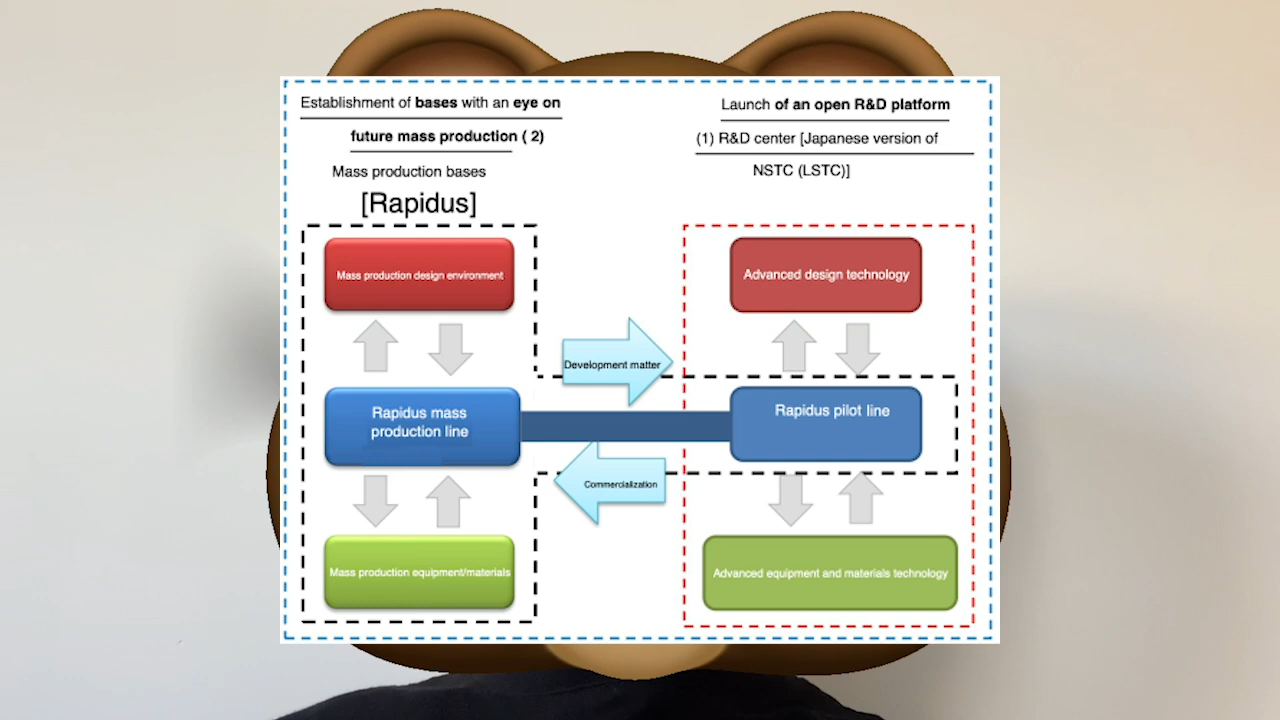 Establishment of bases with an eye on
future mass production ( 2)
Mass production bases
[Rapidus]
Mass production design environment
Rapidus mass
production line
Mass production equipment/materials
Development matter
Commercialization
Launch of an open R&D platform
(1) R&D center [Japanese version of
NSTC (LSTC)]
Advanced design technology
Rapidus pilot line
Advanced equipment and materials technology